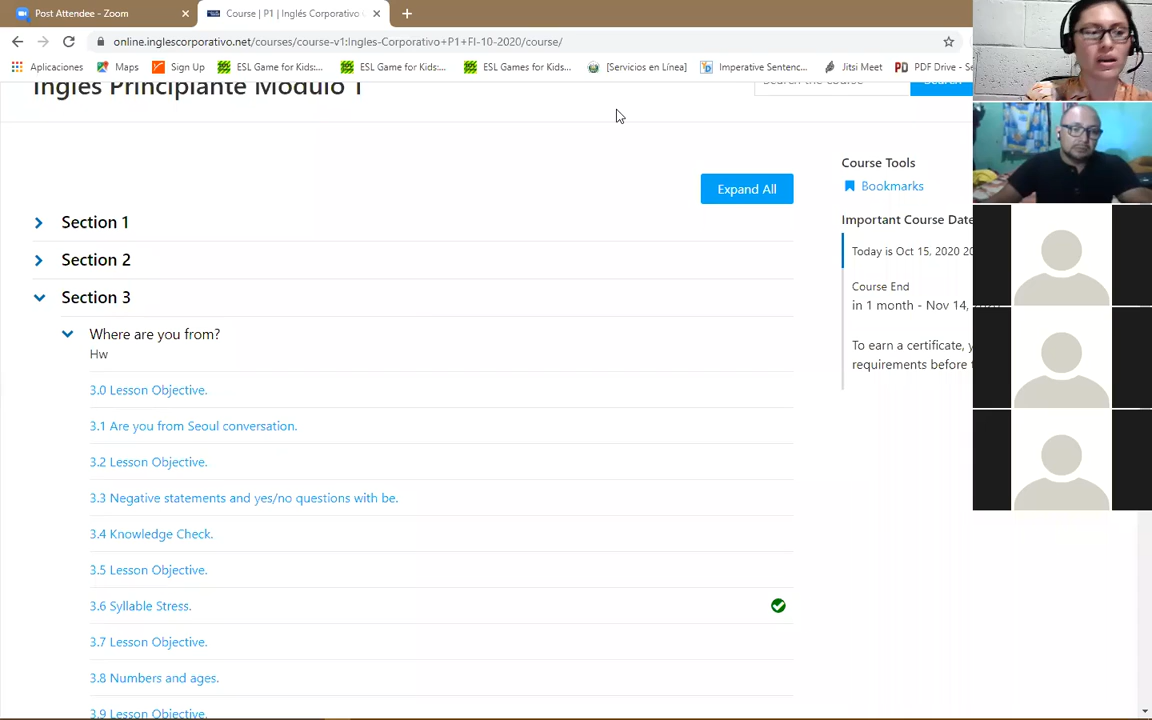 Post Attendee - Zoom
Course | P1 | Inglés Corporativo
online.inglescorporativo.net/courses/course-v1:Ingles-Corporativo+P1+FI-10-2020/course/
Aplicaciones Maps Sign Up ESL Game for Kids:... ESL Game for Kids:... ESL Games for Kids:... [Servicios en Línea] Imperative Sentenc... Jitsi Meet PDF Drive - Se
Inglés Principiante Módulo 1
Search the course
Search
Expand All
Course Tools
Bookmarks
Important Course Date
Today is Oct 15, 2020 20
Course End
in 1 month - Nov 14,
To earn a certificate, y
requirements before t
Section 1
Section 2
Section 3
Where are you from?
Hw
3.0 Lesson Objective.
3.1 Are you from Seoul conversation.
3.2 Lesson Objective.
3.3 Negative statements and yes/no questions with be.
3.4 Knowledge Check.
3.5 Lesson Objective.
3.6 Syllable Stress.
3.7 Lesson Objective.
3.8 Numbers and ages.
3.9 Lesson Objective.